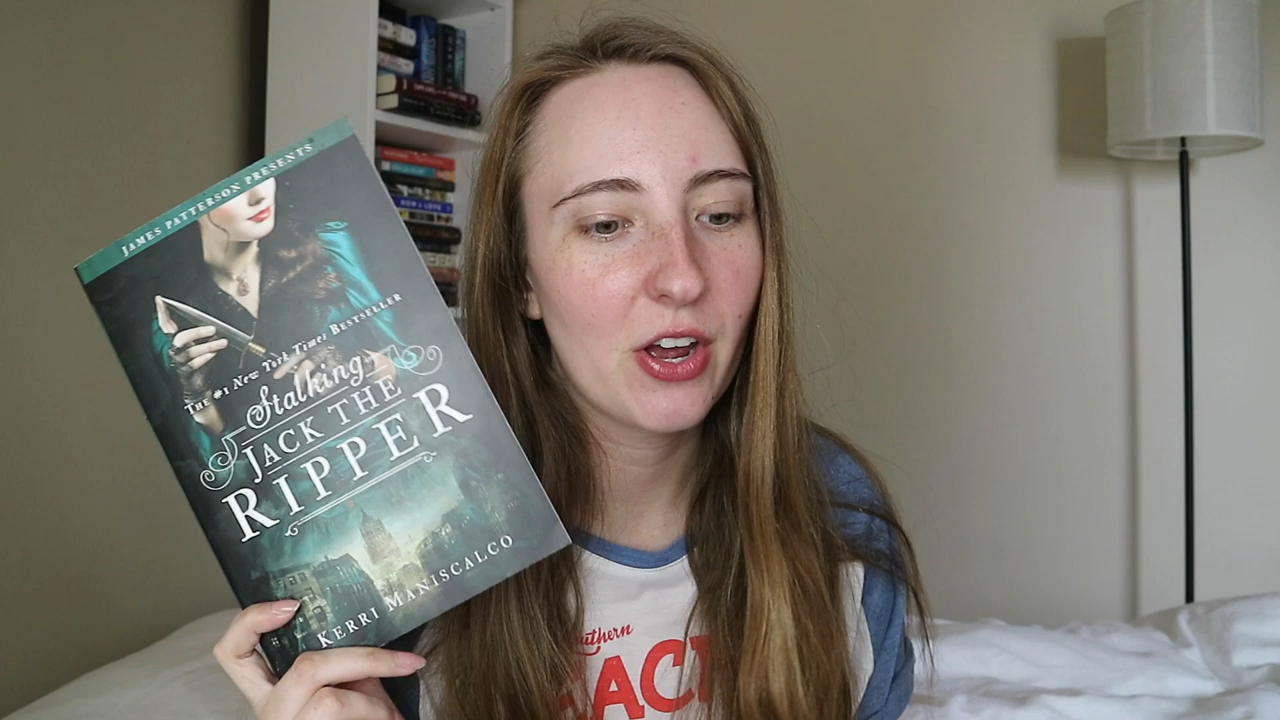 JAMES PATTERSON PRESENTS
THE #1 New York Times BESTSELLER
Stalking
JACK THE
RIPPER
KERRI MANISCALCO